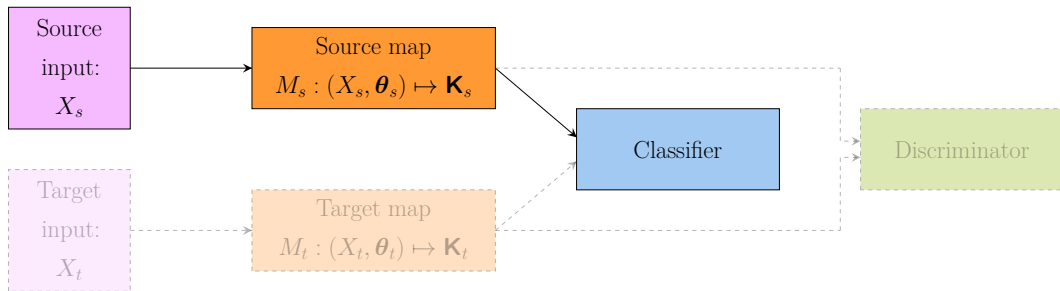 Source
input:
X_s
Source map
M_s : (X_s, θ_s) ↦ K_s
Classifier
Discriminator
Target
input:
X_t
Target map
M_t : (X_t, θ_t) ↦ K_t